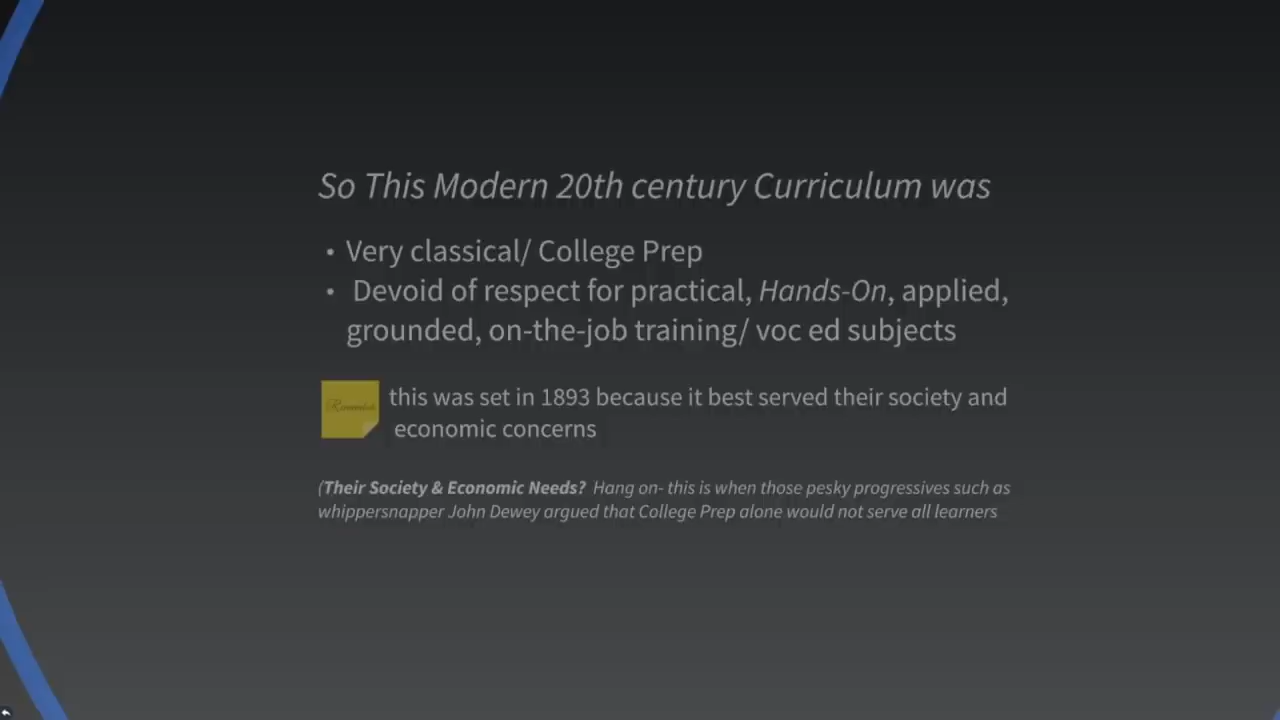 So This Modern 20th century Curriculum was
• Very classical/ College Prep
• Devoid of respect for practical, Hands-On, applied,
grounded, on-the-job training/ voc ed subjects
this was set in 1893 because it best served their society and
economic concerns
(Their Society & Economic Needs? Hang on- this is when those pesky progressives such as
whippersnapper John Dewey argued that College Prep alone would not serve all learners